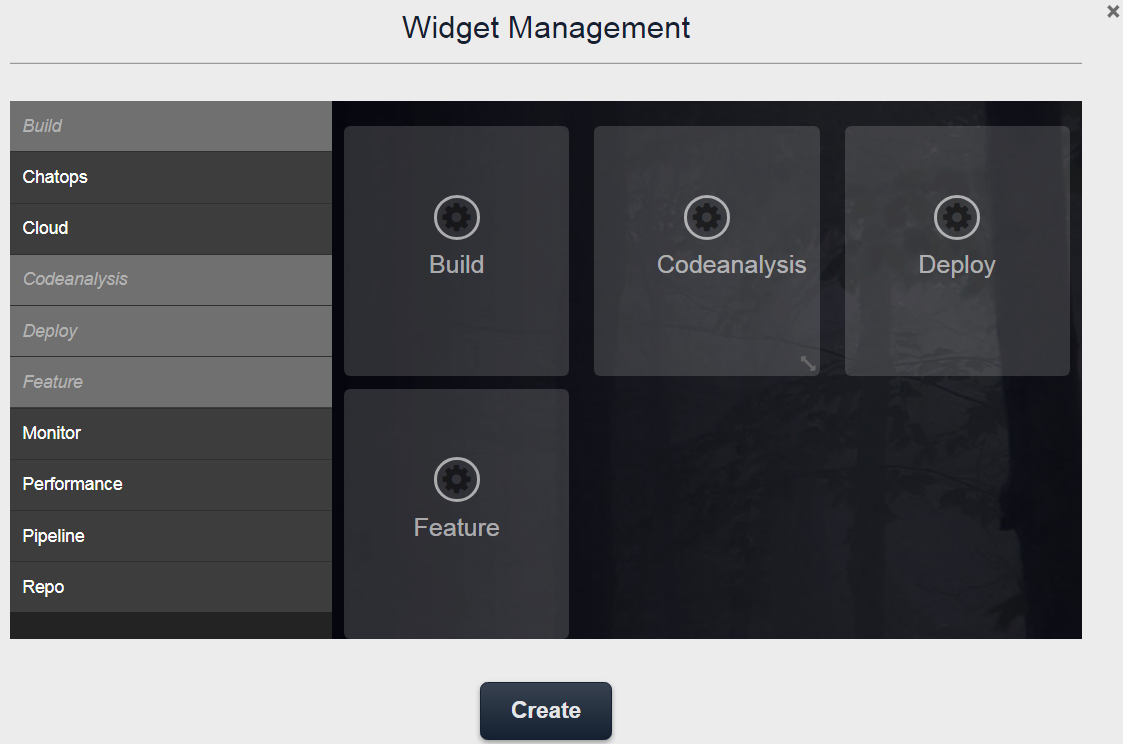 Widget Management
Build
Chatops
Cloud
Codeanalysis
Deploy
Feature
Monitor
Performance
Pipeline
Repo
Build
Codeanalysis
Deploy
Feature
Create